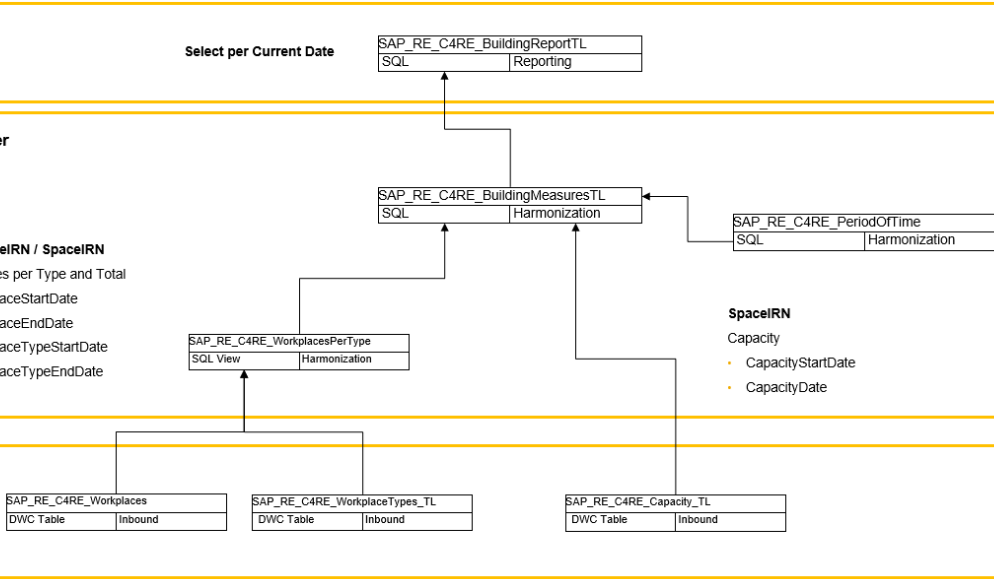 Select per Current Date
SAP_RE_C4RE_BuildingReportTL
SQL Reporting
er
SAP_RE_C4RE_BuildingMeasuresTL
SQL Harmonization
SAP_RE_C4RE_PeriodOfTime
SQL Harmonization
eIRN / SpaceIRN
es per Type and Total
aceStartDate
aceEndDate
aceTypeStartDate
aceTypeEndDate
SAP_RE_C4RE_WorkplacesPerType
SQL View Harmonization
SpaceIRN
Capacity
• CapacityStartDate
• CapacityDate
SAP_RE_C4RE_Workplaces
DWC Table Inbound
SAP_RE_C4RE_WorkplaceTypes_TL
DWC Table Inbound
SAP_RE_C4RE_Capacity_TL
DWC Table Inbound